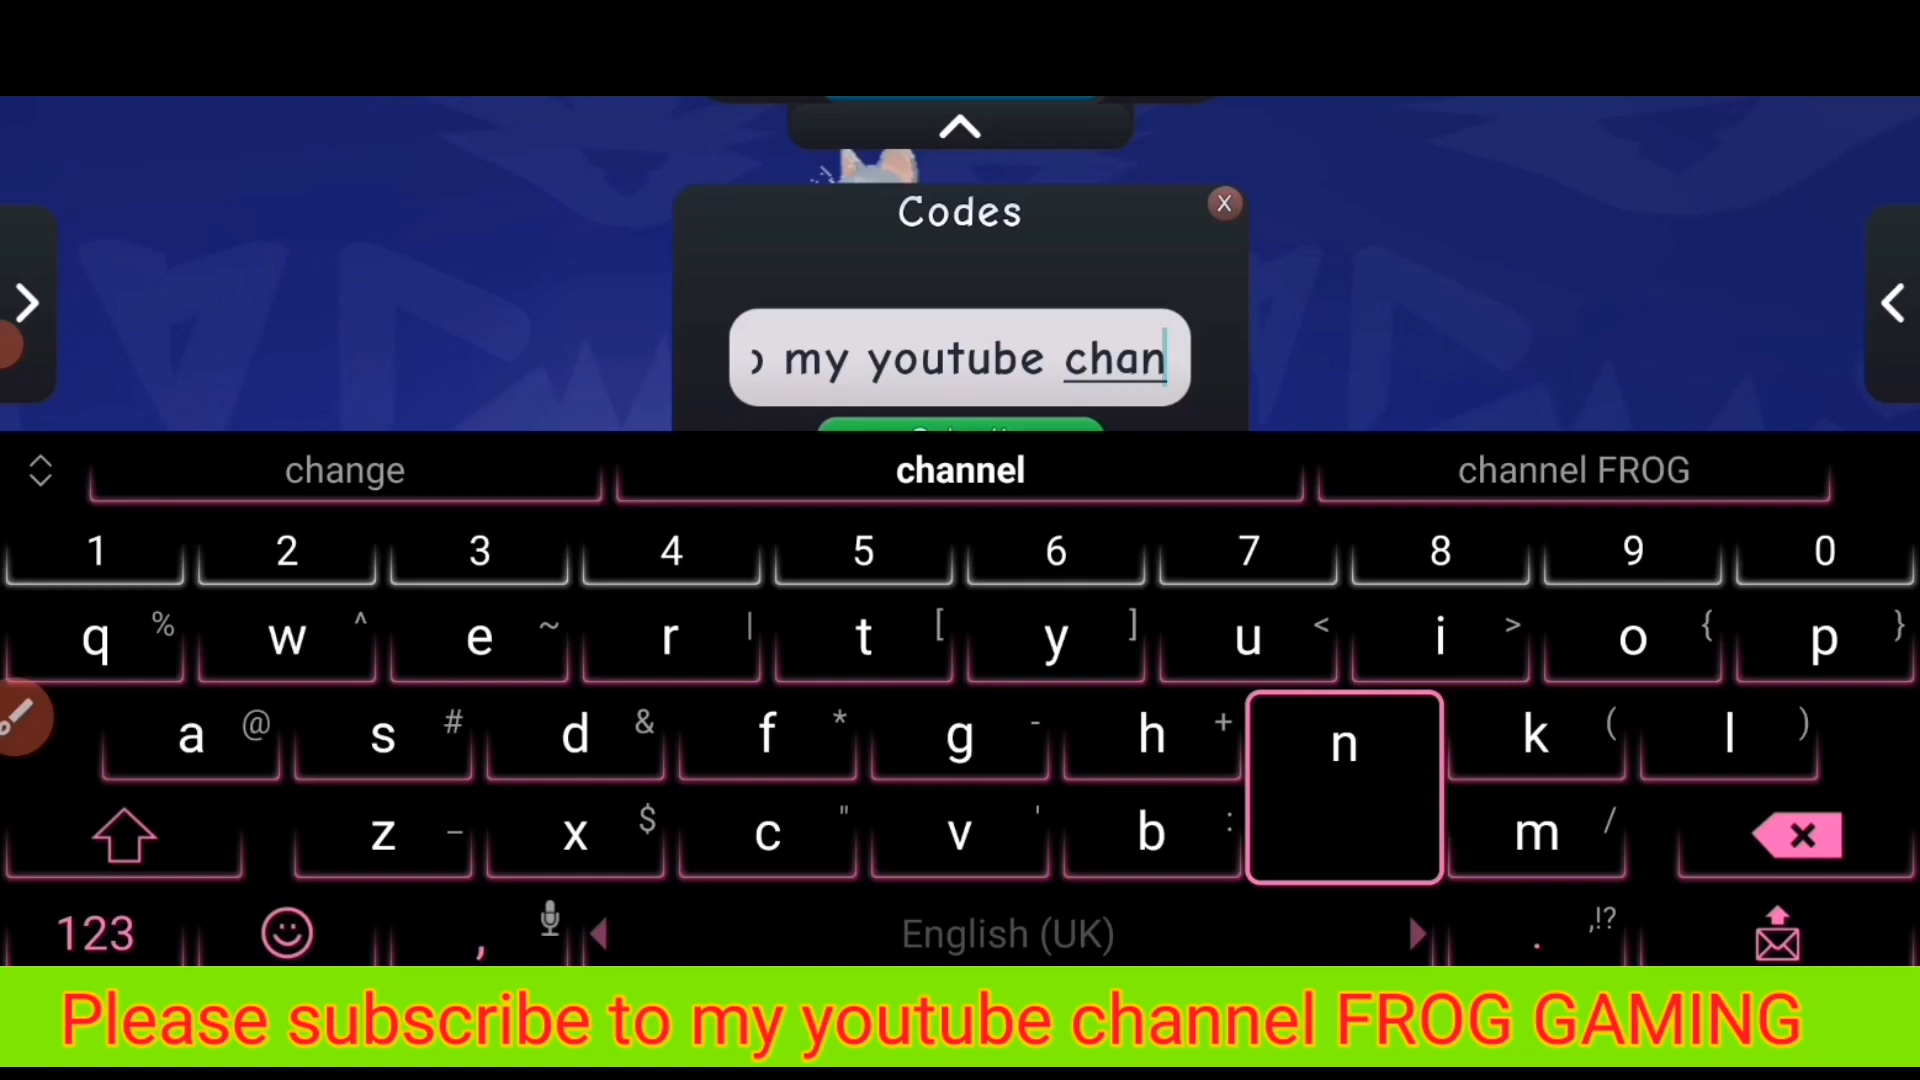 Codes
X
o my youtube chan
change channel channel FROG
1 2 3 4 5 6 7 8 9 0
q % w ^ e ~ r | t [ y ] u < i > o { p }
a @ s # d & f * g - h + n k ( l )
z _ x $ c " v ' b : m /
123 , English (UK) . ,!?
Please subscribe to my youtube channel FROG GAMING